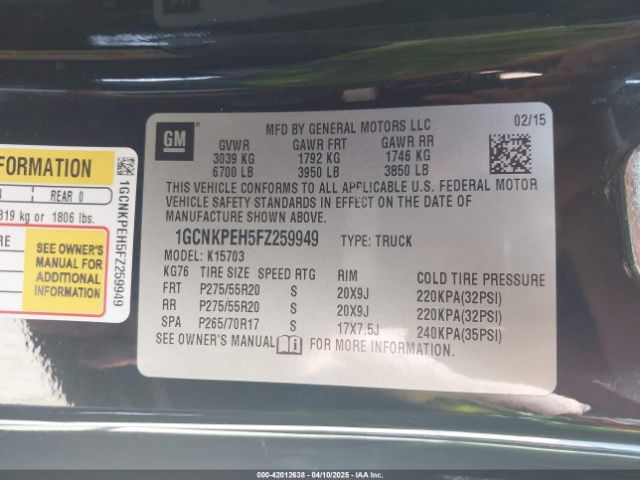 FORMATION
REAR 0
319 kg or 1806 lbs.
SEE OWNER'S
MANUAL FOR
ADDITIONAL
INFORMATION
1GCNKPEH5FZ259949
GM
MFD BY GENERAL MOTORS LLC 02/15
GVWR GAWR FRT GAWR RR
3039 KG 1792 KG 1746 KG
6700 LB 3950 LB 3850 LB
THIS VEHICLE CONFORMS TO ALL APPLICABLE U.S. FEDERAL MOTOR
VEHICLE SAFETY STANDARDS IN EFFECT ON THE DATE OF
MANUFACTURE SHOWN ABOVE.
1GCNKPEH5FZ259949 TYPE: TRUCK
MODEL: K15703
KG76 TIRE SIZE SPEED RTG RIM COLD TIRE PRESSURE
FRT P275/55R20 S 20X9J 220KPA(32PSI)
RR P275/55R20 S 20X9J 220KPA(32PSI)
SPA P265/70R17 S 17X7.5J 240KPA(35PSI)
SEE OWNER'S MANUAL FOR MORE INFORMATION.
000-42012638 - 04/10/2025 - IAAI.COM